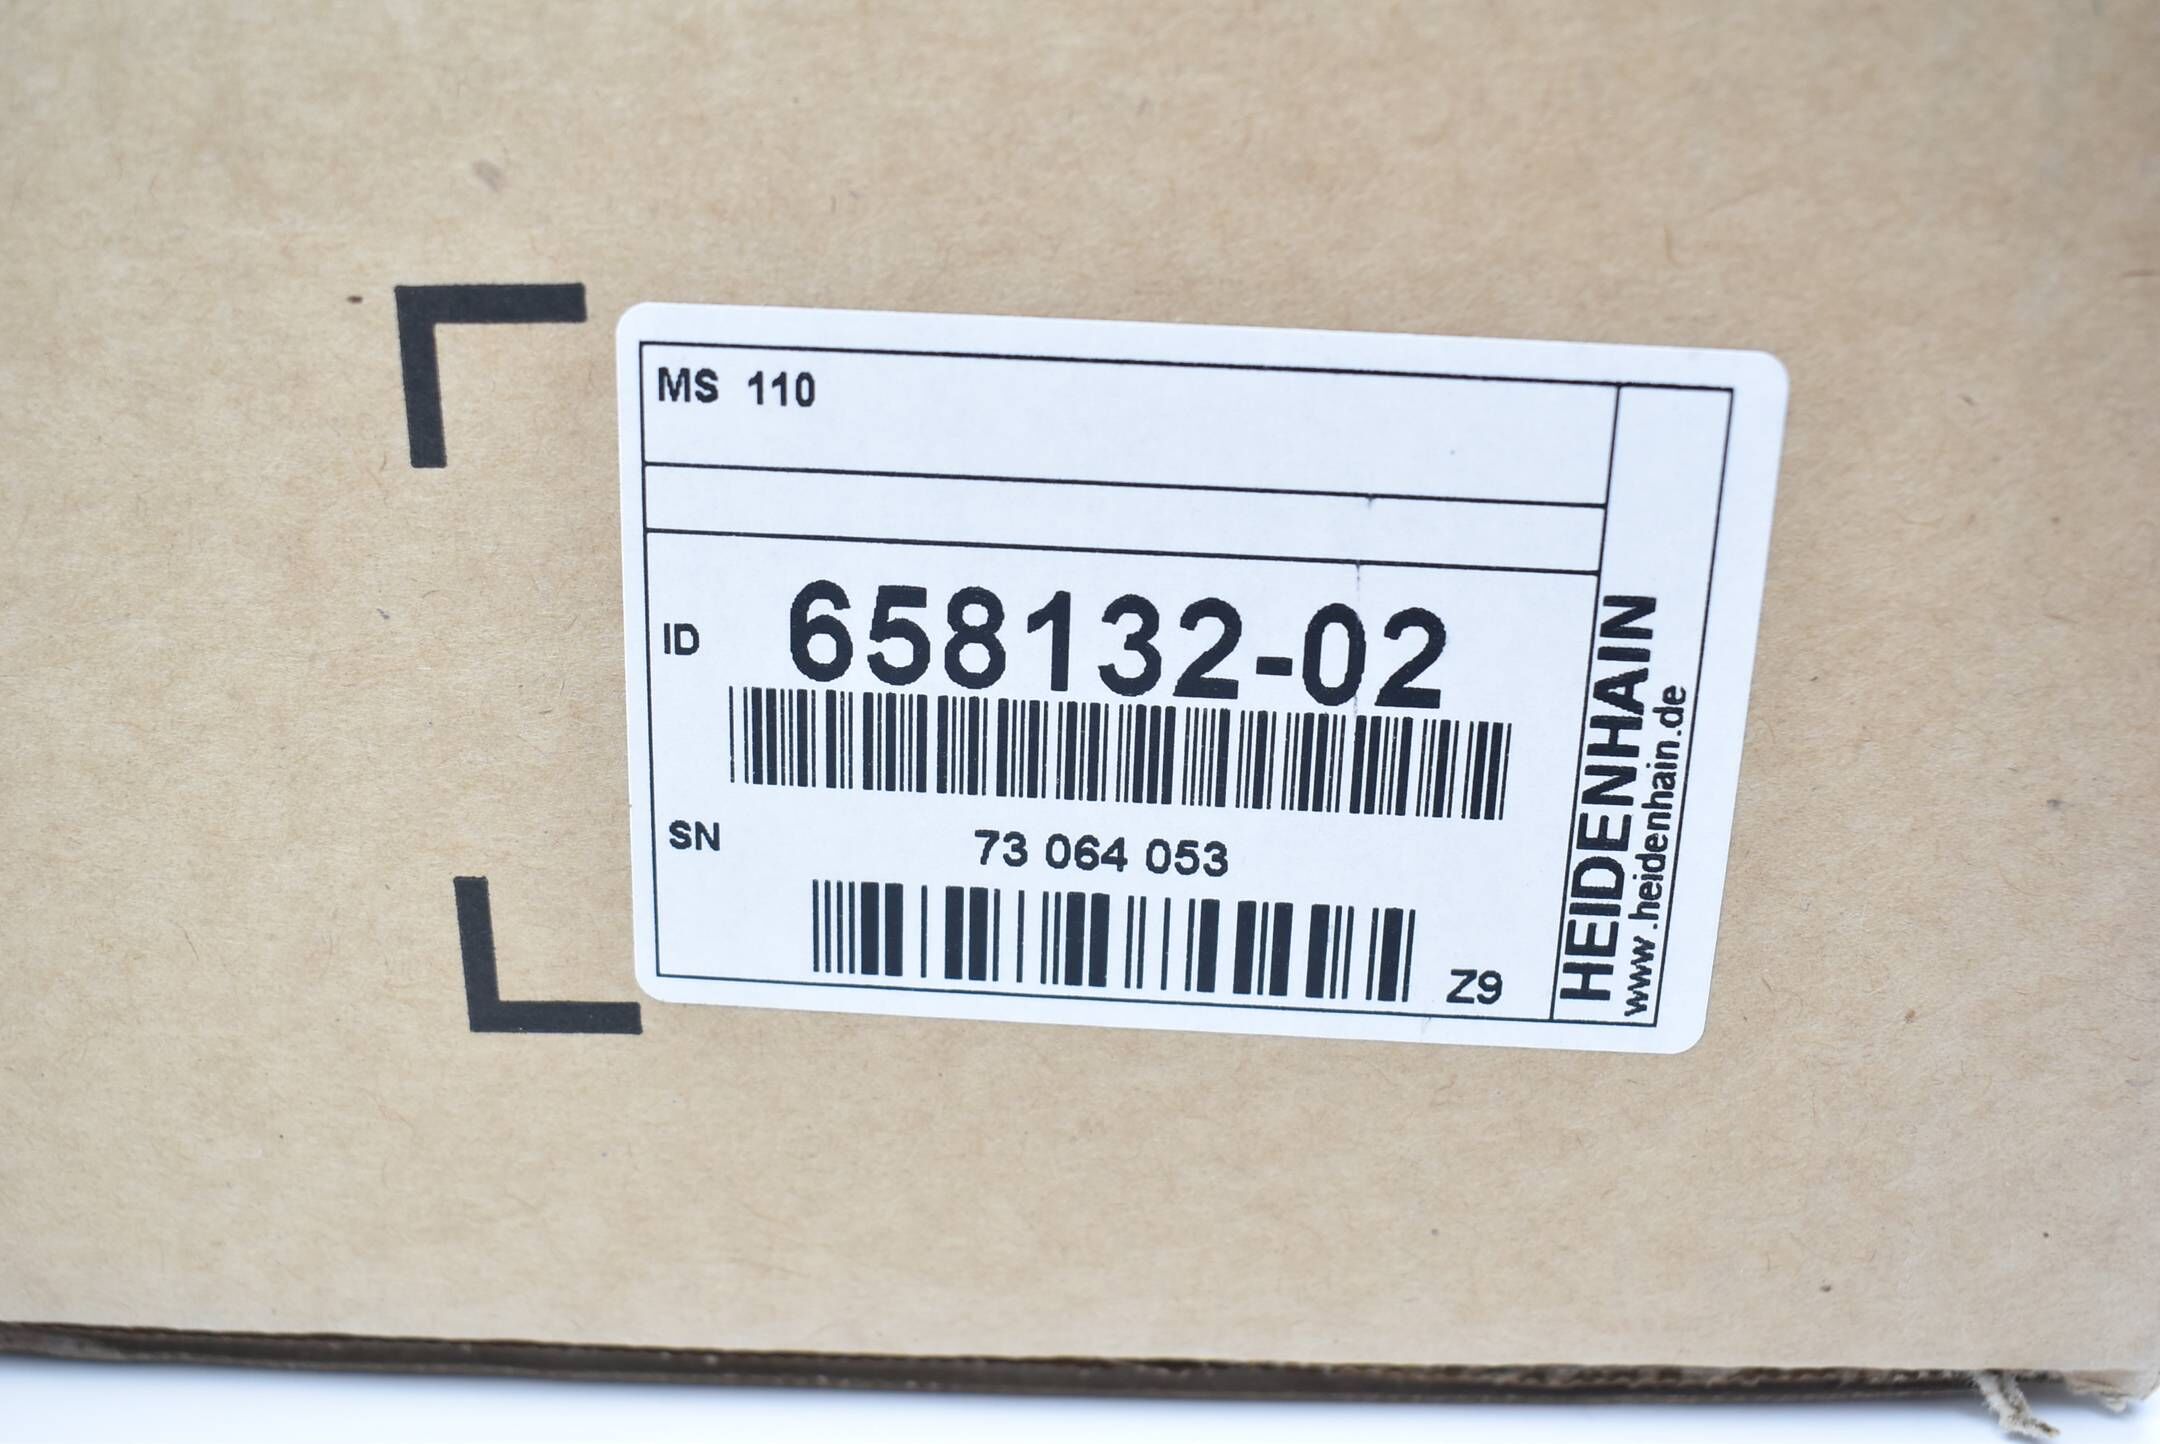 MS 110
ID 658132-02
SN 73 064 053
Z9
HEIDENHAIN
www.heidenhain.de